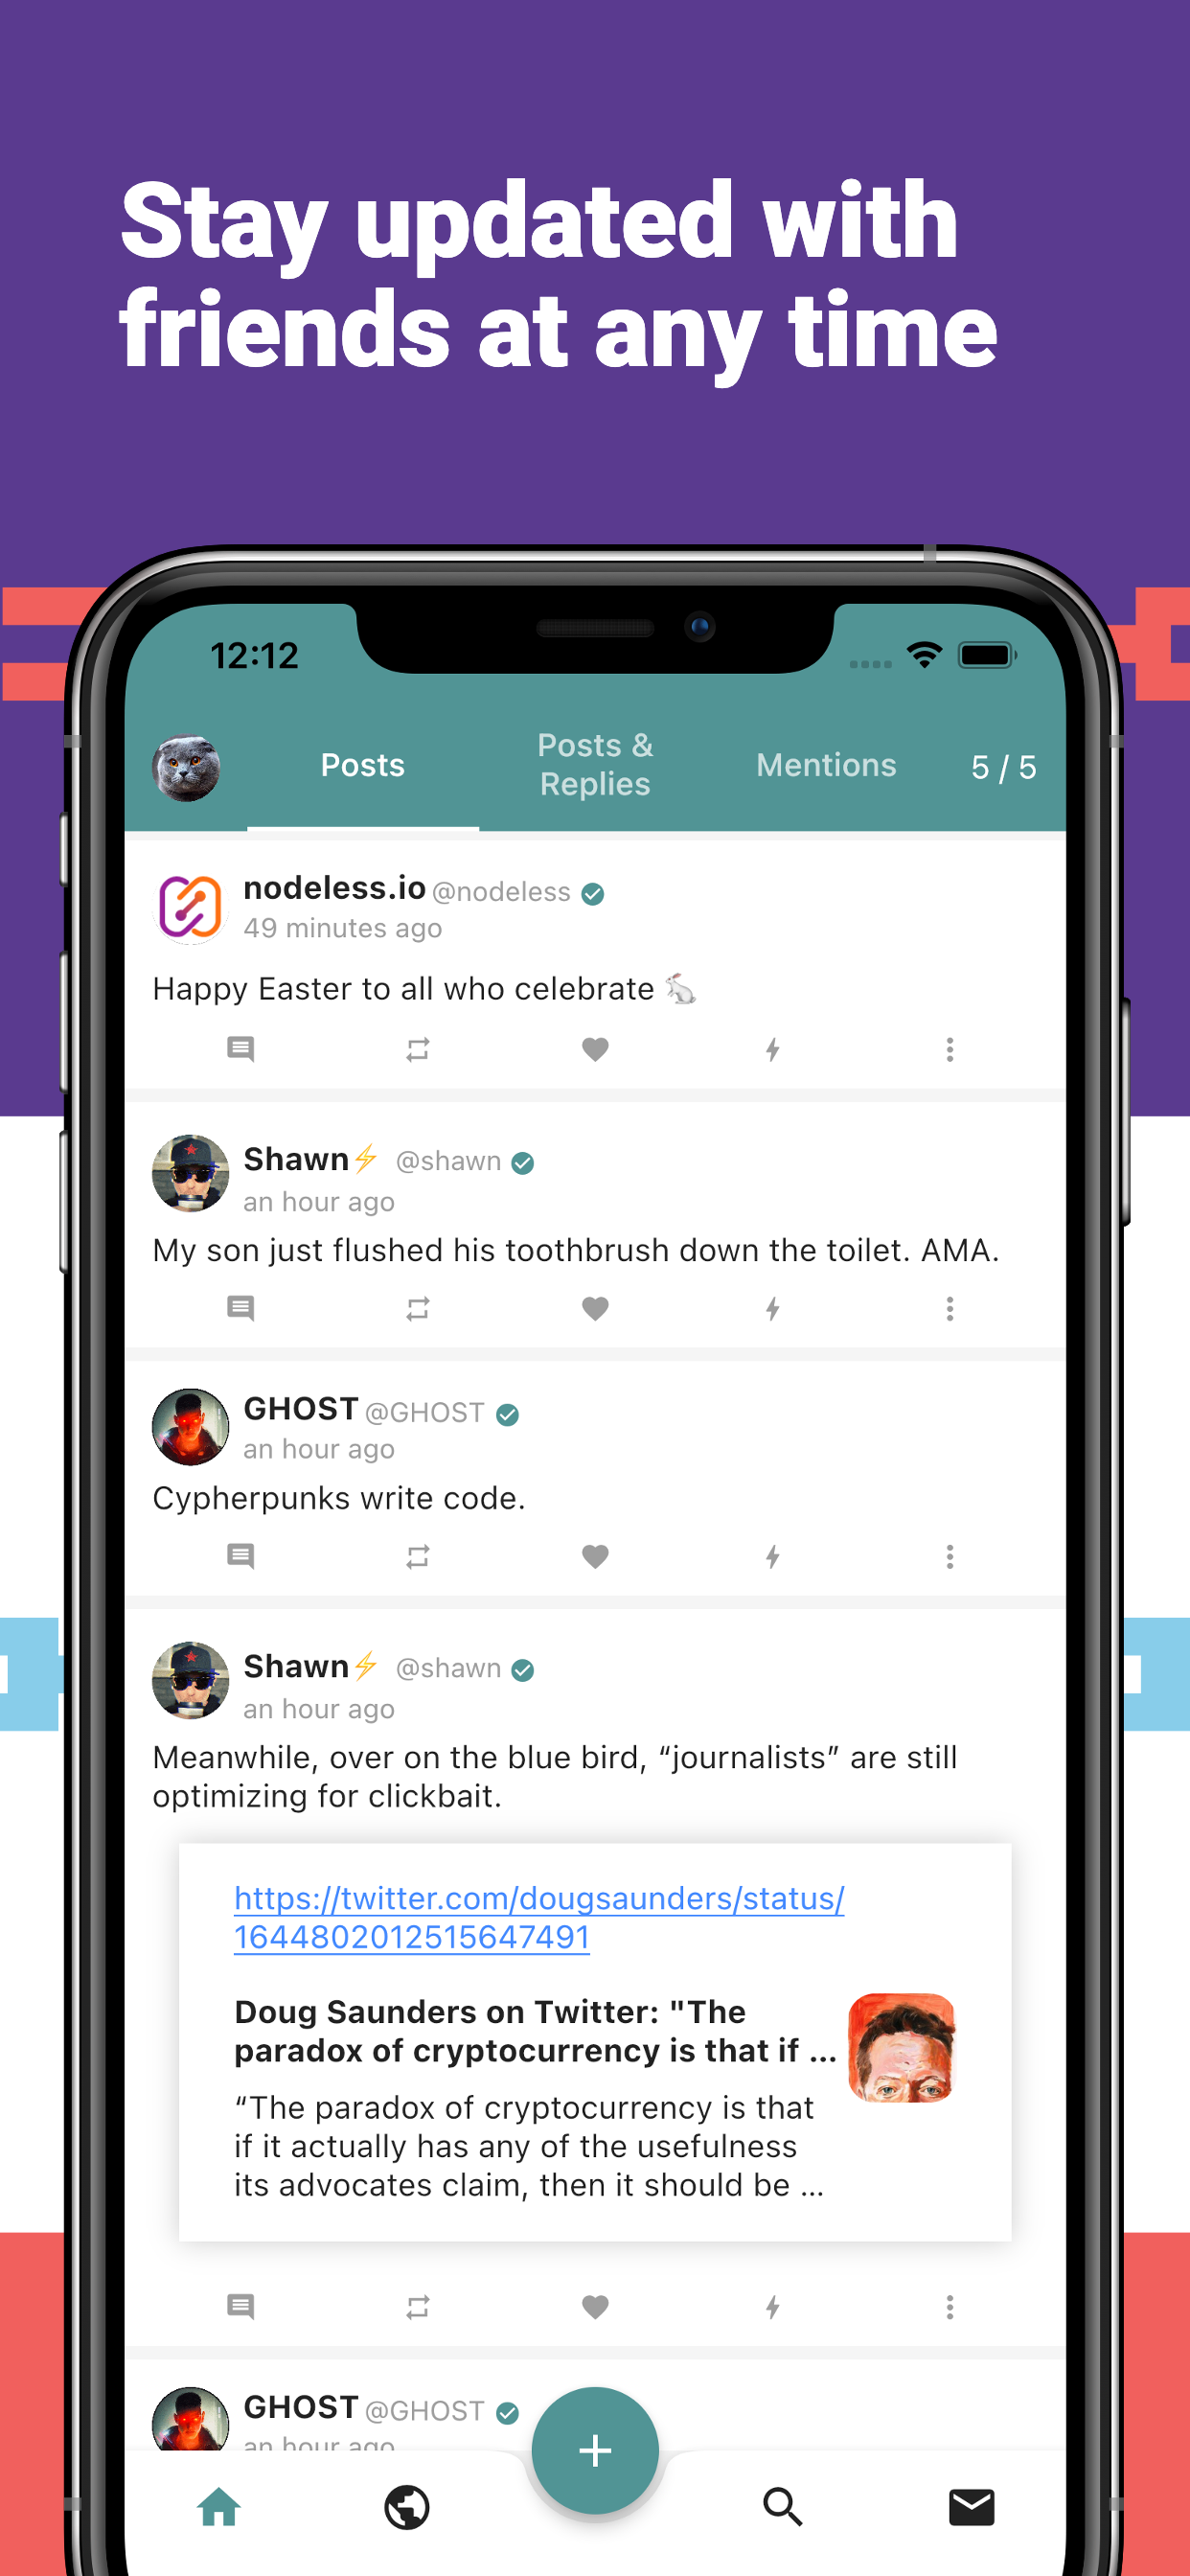 Stay updated with
friends at any time
12:12
Posts
Posts &
Replies
Mentions
5 / 5
nodeless.io @nodeless
49 minutes ago
Happy Easter to all who celebrate 🐇
Shawn⚡ @shawn
an hour ago
My son just flushed his toothbrush down the toilet. AMA.
GHOST @GHOST
an hour ago
Cypherpunks write code.
Shawn⚡ @shawn
an hour ago
Meanwhile, over on the blue bird, “journalists” are still
optimizing for clickbait.
https://twitter.com/dougsaunders/status/
1644802012515647491
Doug Saunders on Twitter: "The
paradox of cryptocurrency is that if ...
“The paradox of cryptocurrency is that
if it actually has any of the usefulness
its advocates claim, then it should be ...
GHOST @GHOST
an hour ago